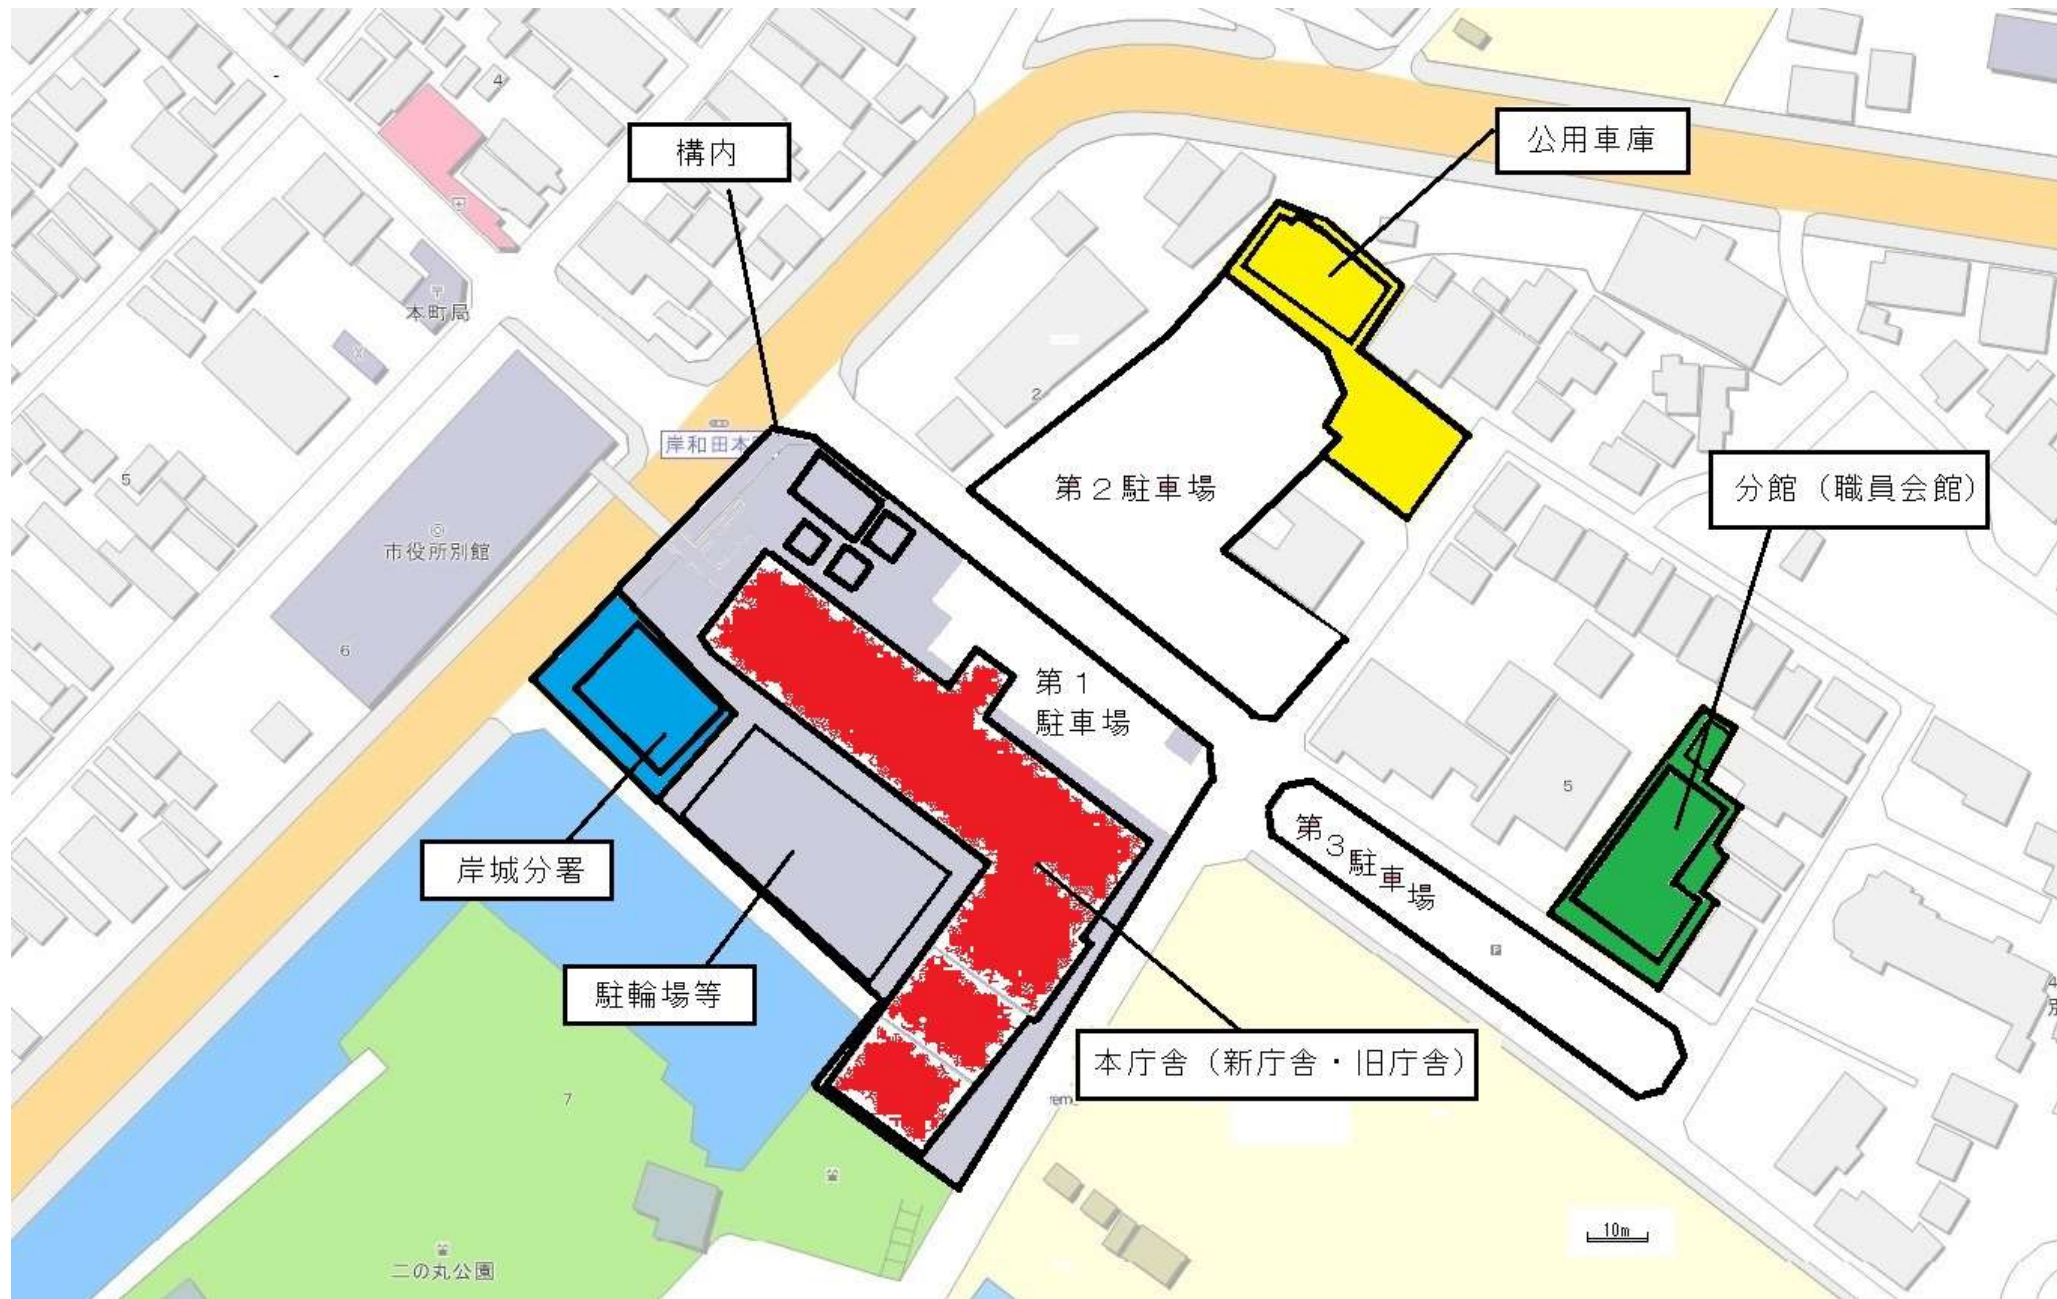 4
構内
公用車庫
本町局
2
岸和田本
5
第2駐車場
分館（職員会館）
市役所別館
6
第1
駐車場
5
第3駐車場
岸城分署
駐輪場等
P
4
本庁舎（新庁舎・旧庁舎）
7
10m
二の丸公園